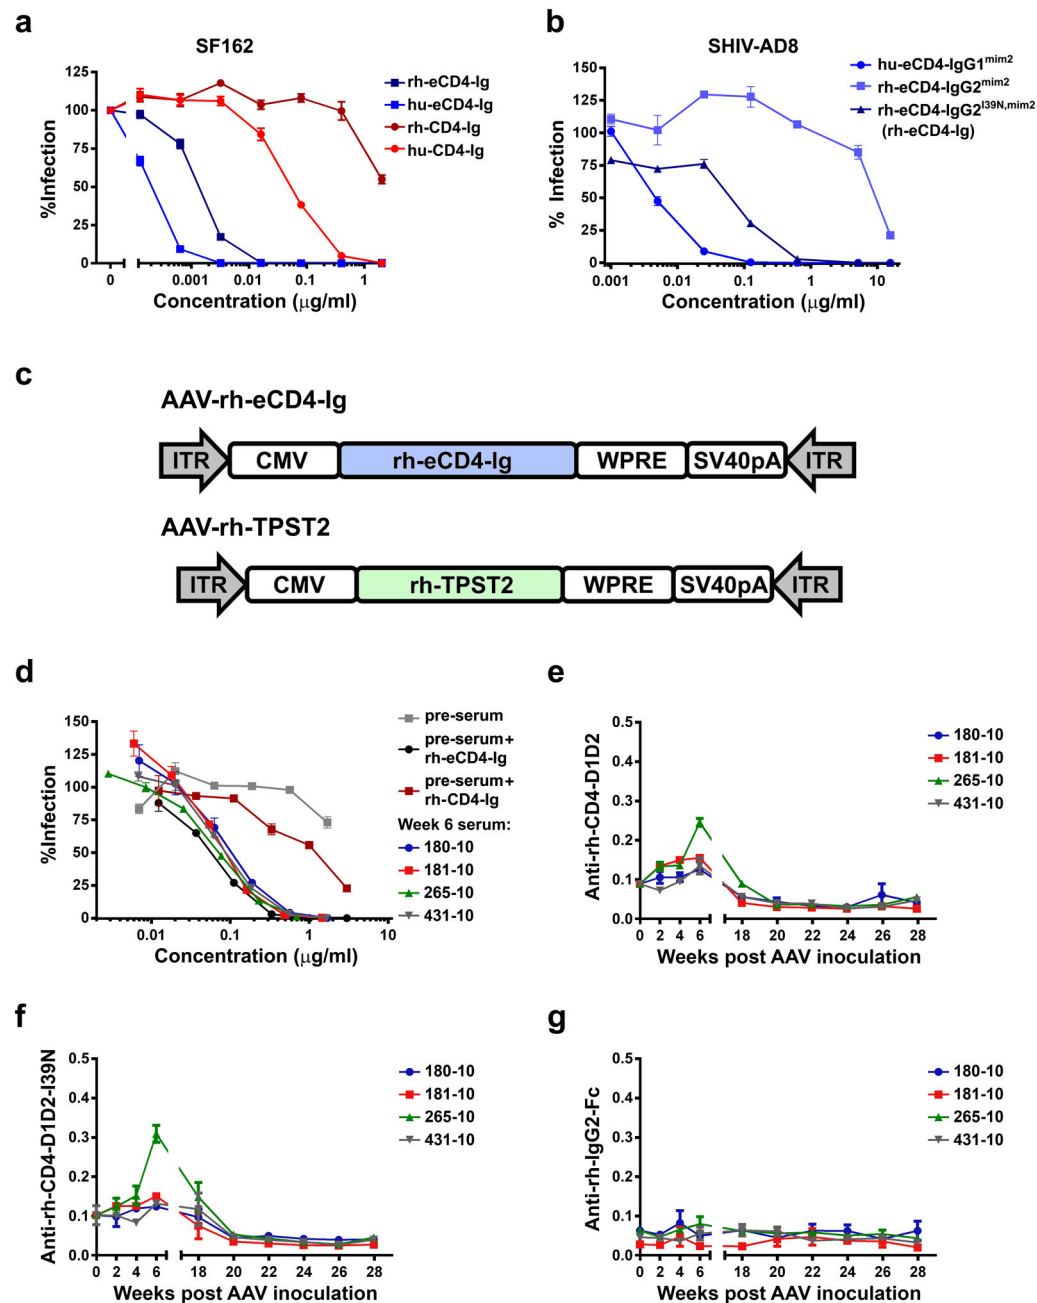 a
SF162
%Infection
125
100
75
50
25
0
0
0.001
0.01
0.1
1
Concentration (μg/ml)
rh-eCD4-Ig
hu-eCD4-Ig
rh-CD4-Ig
hu-CD4-Ig
b
SHIV-AD8
% Infection
150
125
100
75
50
25
0
0.001
0.01
0.1
1
10
Concentration (μg/ml)
hu-eCD4-IgG1mim2
rh-eCD4-IgG2mim2
rh-eCD4-IgG2I39N,mim2
(rh-eCD4-Ig)
c
AAV-rh-eCD4-Ig
ITR CMV rh-eCD4-Ig WPRE SV40pA ITR
AAV-rh-TPST2
ITR CMV rh-TPST2 WPRE SV40pA ITR
d
%Infection
150
125
100
75
50
25
0
0.01
0.1
1
10
Concentration (μg/ml)
pre-serum
pre-serum+
rh-eCD4-Ig
pre-serum+
rh-CD4-Ig
Week 6 serum:
180-10
181-10
265-10
431-10
e
Anti-rh-CD4-D1D2
0.5
0.4
0.3
0.2
0.1
0.0
0 2 4 6 18 20 22 24 26 28
Weeks post AAV inoculation
180-10
181-10
265-10
431-10
f
Anti-rh-CD4-D1D2-I39N
0.5
0.4
0.3
0.2
0.1
0.0
0 2 4 6 18 20 22 24 26 28
Weeks post AAV inoculation
180-10
181-10
265-10
431-10
g
Anti-rh-IgG2-Fc
0.5
0.4
0.3
0.2
0.1
0.0
0 2 4 6 18 20 22 24 26 28
Weeks post AAV inoculation
180-10
181-10
265-10
431-10